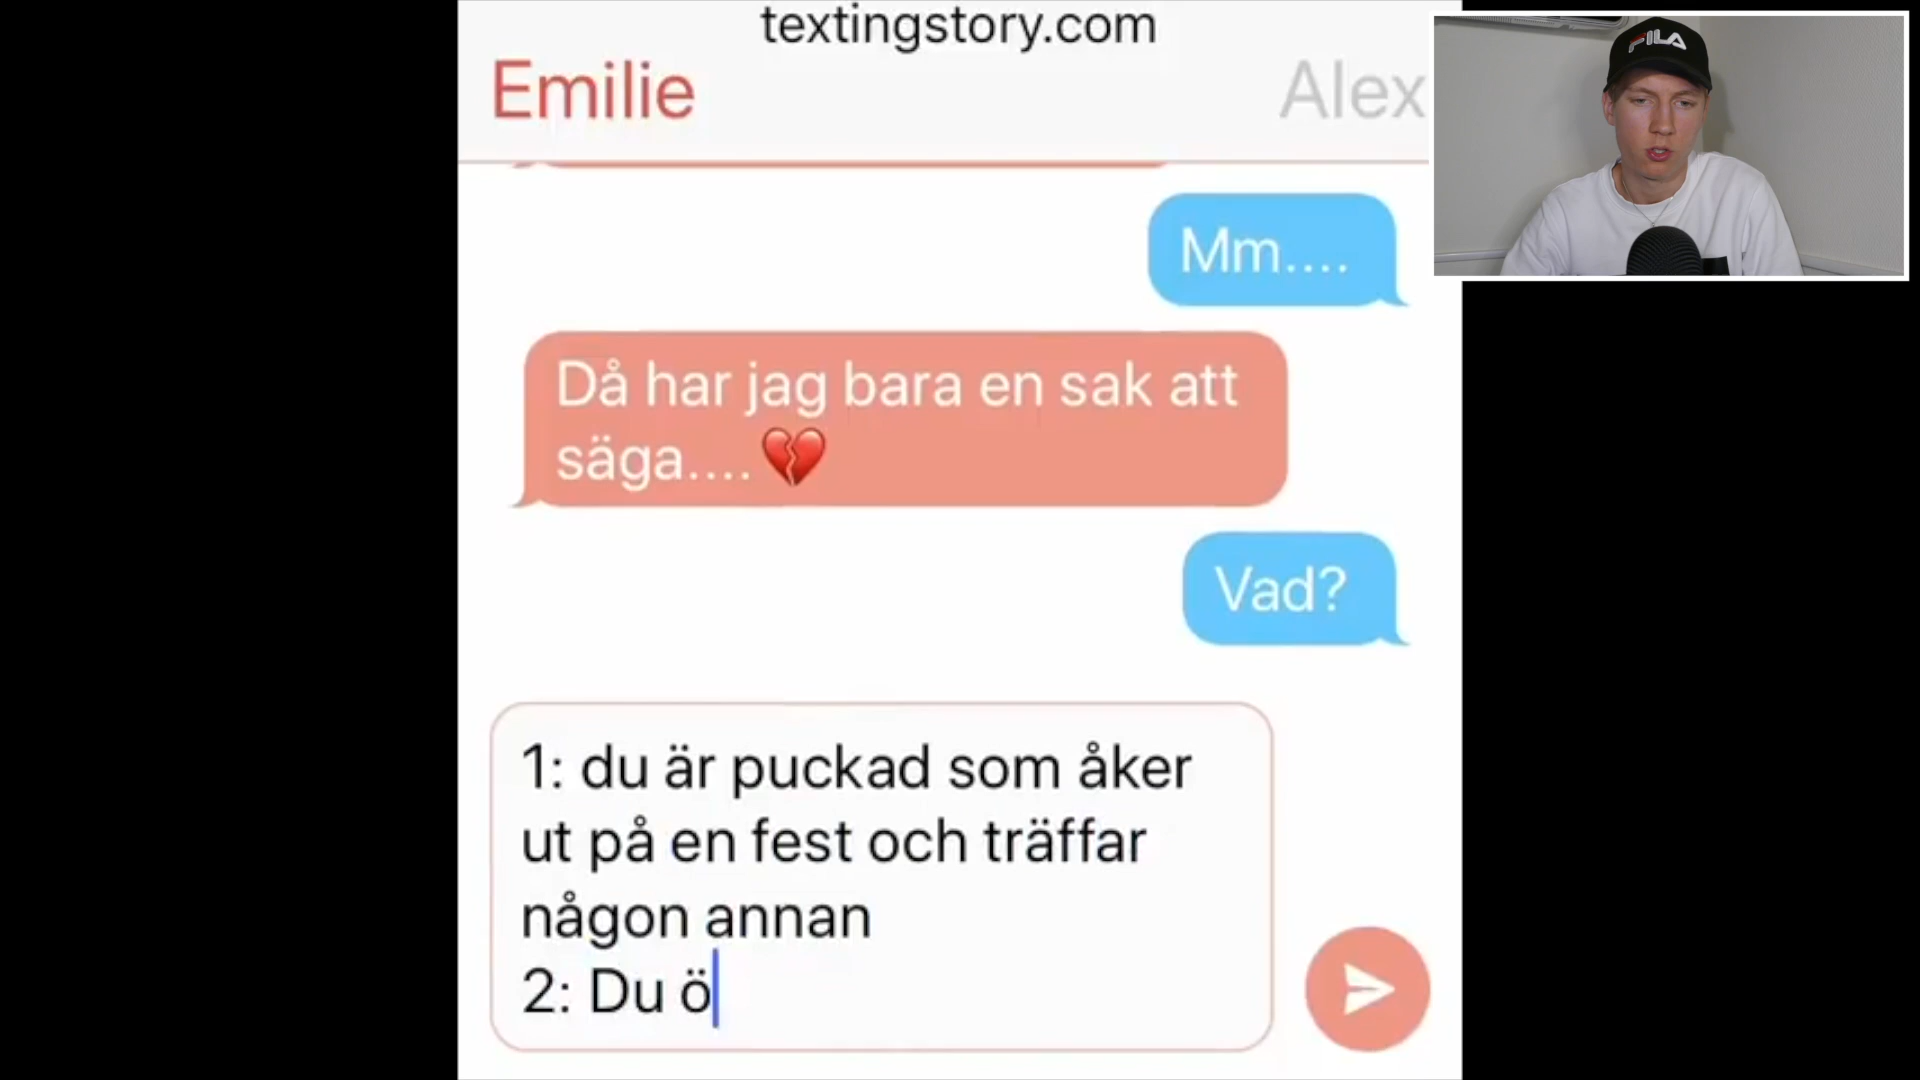 textingstory.com
Emilie
Alex
FILA
Mm....
Då har jag bara en sak att
säga....💔
Vad?
1: du är puckad som åker
ut på en fest och träffar
någon annan
2: Du ö